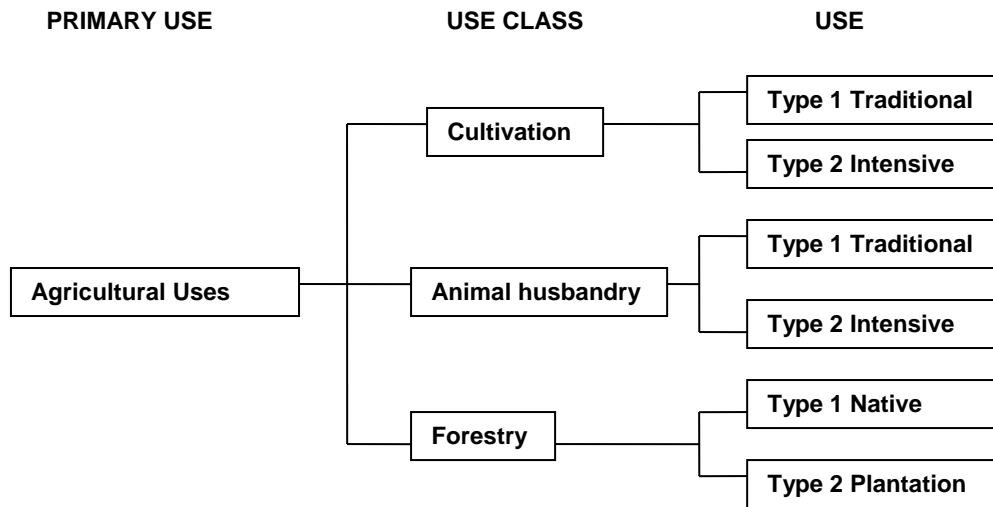 PRIMARY USE
USE CLASS
USE
Type 1 Traditional
Cultivation
Type 2 Intensive
Type 1 Traditional
Agricultural Uses
Animal husbandry
Type 2 Intensive
Type 1 Native
Forestry
Type 2 Plantation